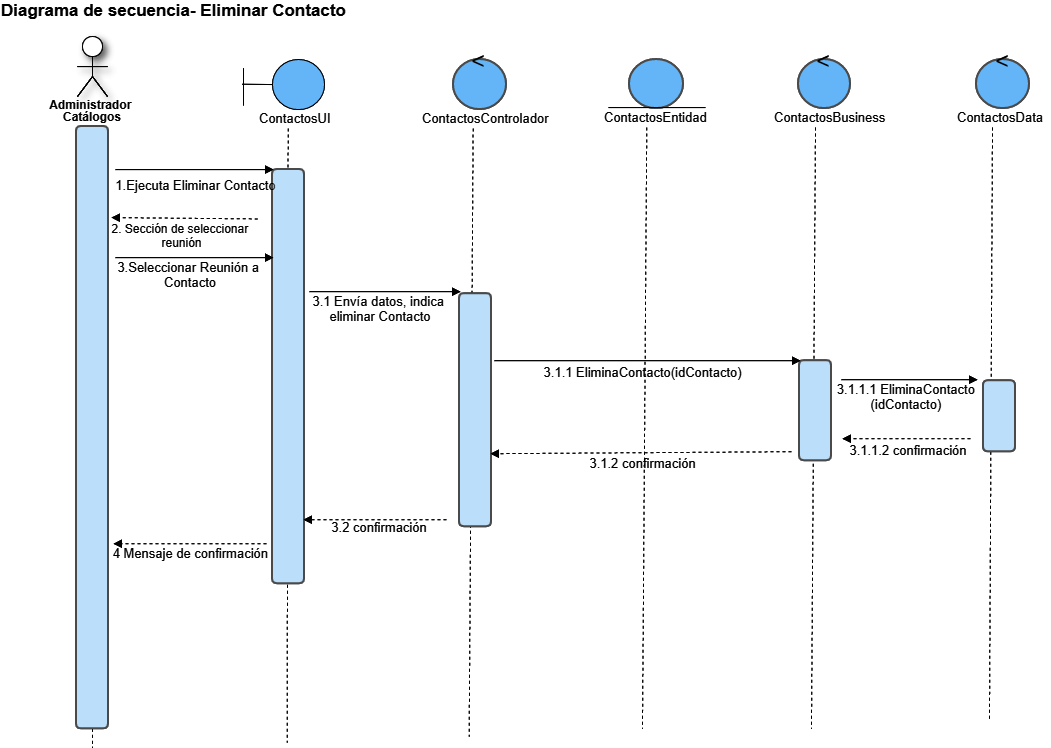 Diagrama de secuencia- Eliminar Contacto
Administrador
Catálogos
ContactosUI
ContactosControlador
ContactosEntidad
ContactosBusiness
ContactosData
1.Ejecuta Eliminar Contacto
2. Sección de seleccionar
reunión
3.Seleccionar Reunión a
Contacto
3.1 Envía datos, indica
eliminar Contacto
3.1.1 EliminaContacto(idContacto)
3.1.1.1 EliminaContacto
(idContacto)
3.1.1.2 confirmación
3.1.2 confirmación
3.2 confirmación
4 Mensaje de confirmación